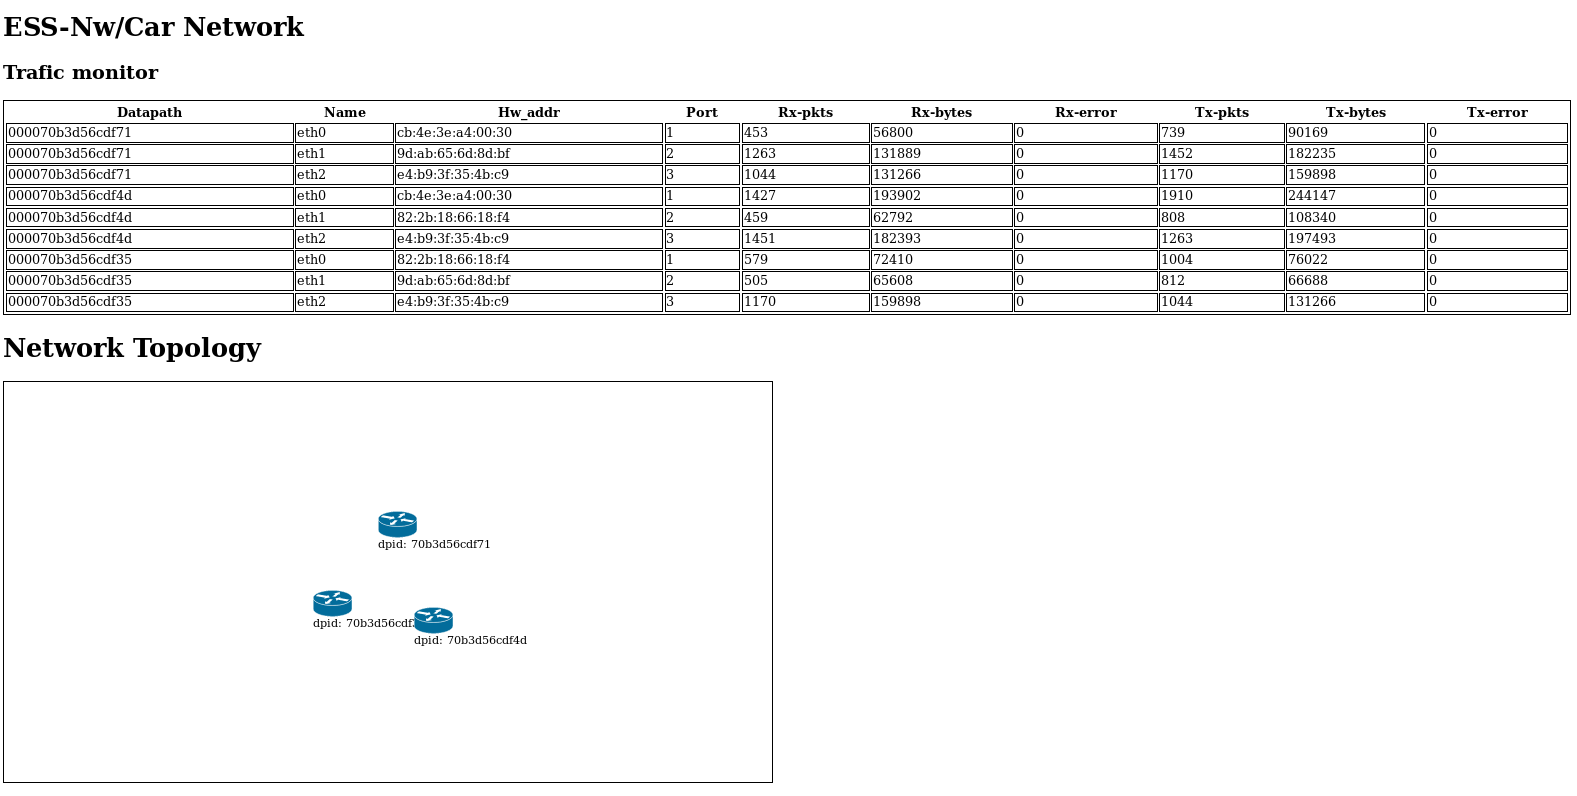 ESS-Nw/Car Network
Trafic monitor
Datapath Name Hw_addr Port Rx-pkts Rx-bytes Rx-error Tx-pkts Tx-bytes Tx-error
000070b3d56cdf71 eth0 cb:4e:3e:a4:00:30 1 453 56800 0 739 90169 0
000070b3d56cdf71 eth1 9d:ab:65:6d:8d:bf 2 1263 131889 0 1452 182235 0
000070b3d56cdf71 eth2 e4:b9:3f:35:4b:c9 3 1044 131266 0 1170 159898 0
000070b3d56cdf4d eth0 cb:4e:3e:a4:00:30 1 1427 193902 0 1910 244147 0
000070b3d56cdf4d eth1 82:2b:18:66:18:f4 2 459 62792 0 808 108340 0
000070b3d56cdf4d eth2 e4:b9:3f:35:4b:c9 3 1451 182393 0 1263 197493 0
000070b3d56cdf35 eth0 82:2b:18:66:18:f4 1 579 72410 0 1004 76022 0
000070b3d56cdf35 eth1 9d:ab:65:6d:8d:bf 2 505 65608 0 812 66688 0
000070b3d56cdf35 eth2 e4:b9:3f:35:4b:c9 3 1170 159898 0 1044 131266 0
Network Topology
dpid: 70b3d56cdf71
dpid:
dpid: 70b3d56cdf4d